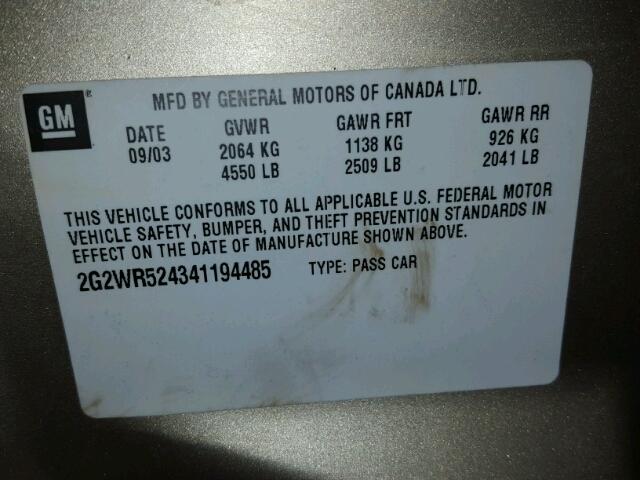 GM ®
MFD BY GENERAL MOTORS OF CANADA LTD.
DATE GVWR GAWR FRT GAWR RR
09/03 2064 KG 1138 KG 926 KG
4550 LB 2509 LB 2041 LB
THIS VEHICLE CONFORMS TO ALL APPLICABLE U.S. FEDERAL MOTOR
VEHICLE SAFETY, BUMPER, AND THEFT PREVENTION STANDARDS IN
EFFECT ON THE DATE OF MANUFACTURE SHOWN ABOVE.
2G2WR524341194485 TYPE: PASS CAR